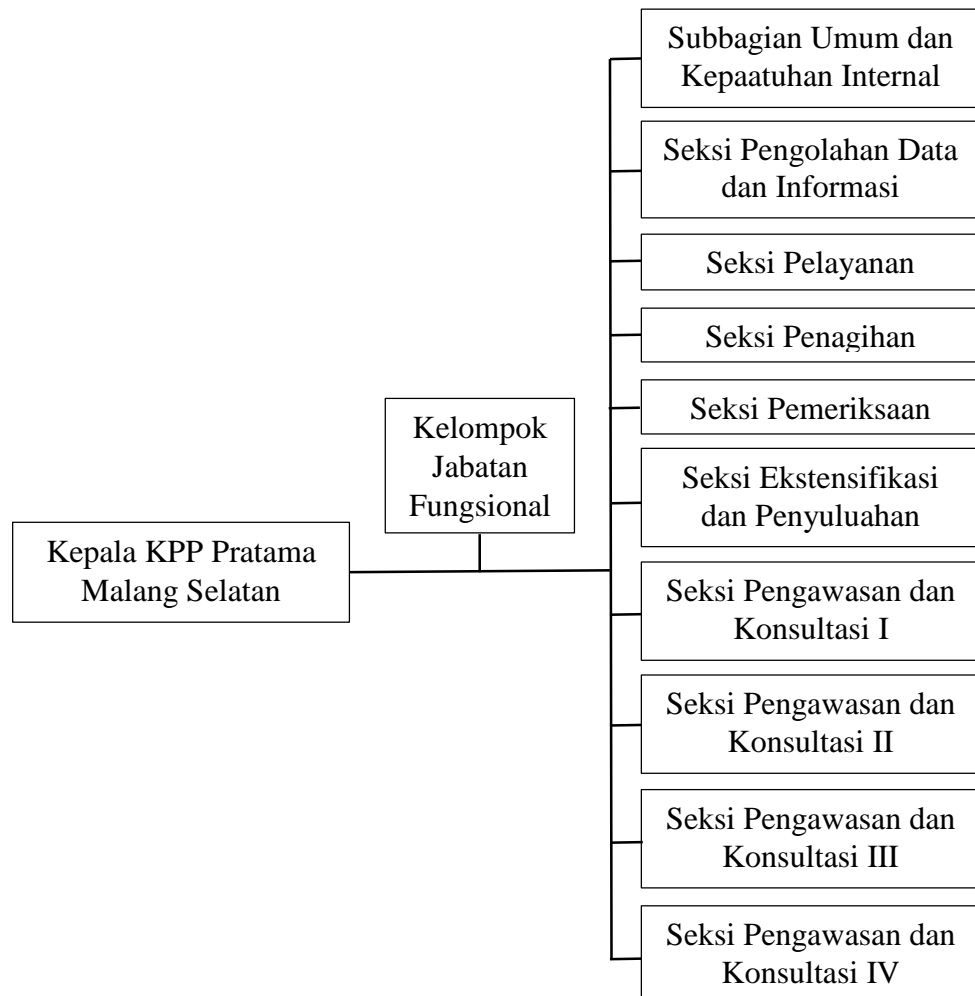 Subbagian Umum dan
Kepaatuhan Internal
Seksi Pengolahan Data
dan Informasi
Seksi Pelayanan
Seksi Penagihan
Seksi Pemeriksaan
Kelompok
Jabatan
Fungsional
Seksi Ekstensifikasi
dan Penyuluahan
Kepala KPP Pratama
Malang Selatan
Seksi Pengawasan dan
Konsultasi I
Seksi Pengawasan dan
Konsultasi II
Seksi Pengawasan dan
Konsultasi III
Seksi Pengawasan dan
Konsultasi IV